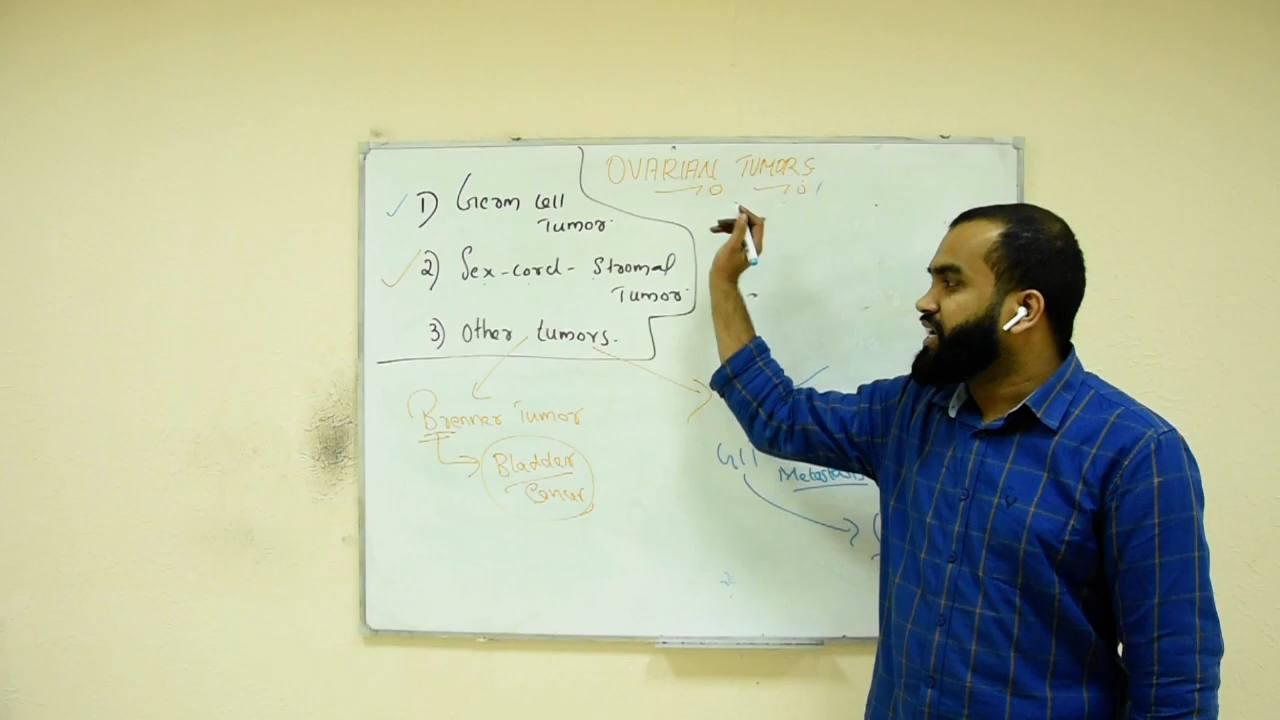 OVARIAN TUMORS
1) Germ Cell
Tumor
2) Sex-cord- Stromal
Tumor
3) Other tumors.
Brenner Tumor
Bladder
Cancer
GIT
Metastasis